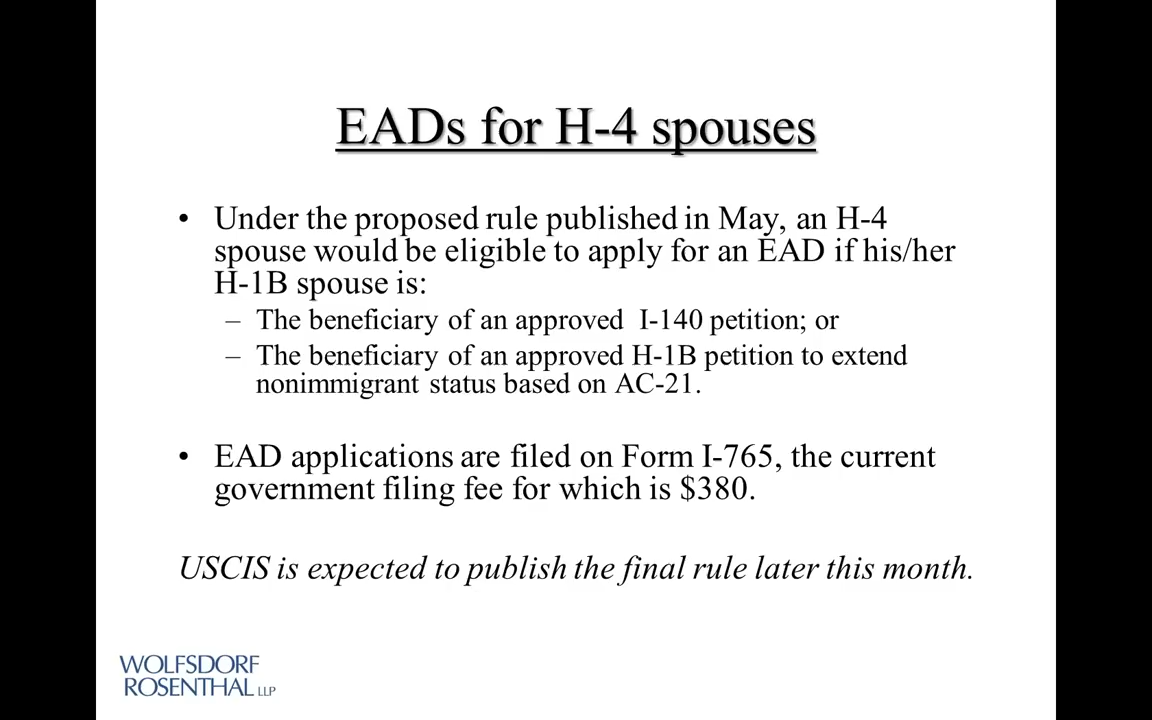 EADs for H-4 spouses
• Under the proposed rule published in May, an H-4
spouse would be eligible to apply for an EAD if his/her
H-1B spouse is:
– The beneficiary of an approved I-140 petition; or
– The beneficiary of an approved H-1B petition to extend
nonimmigrant status based on AC-21.
• EAD applications are filed on Form I-765, the current
government filing fee for which is $380.
USCIS is expected to publish the final rule later this month.
WOLFSDORF
ROSENTHAL LLP